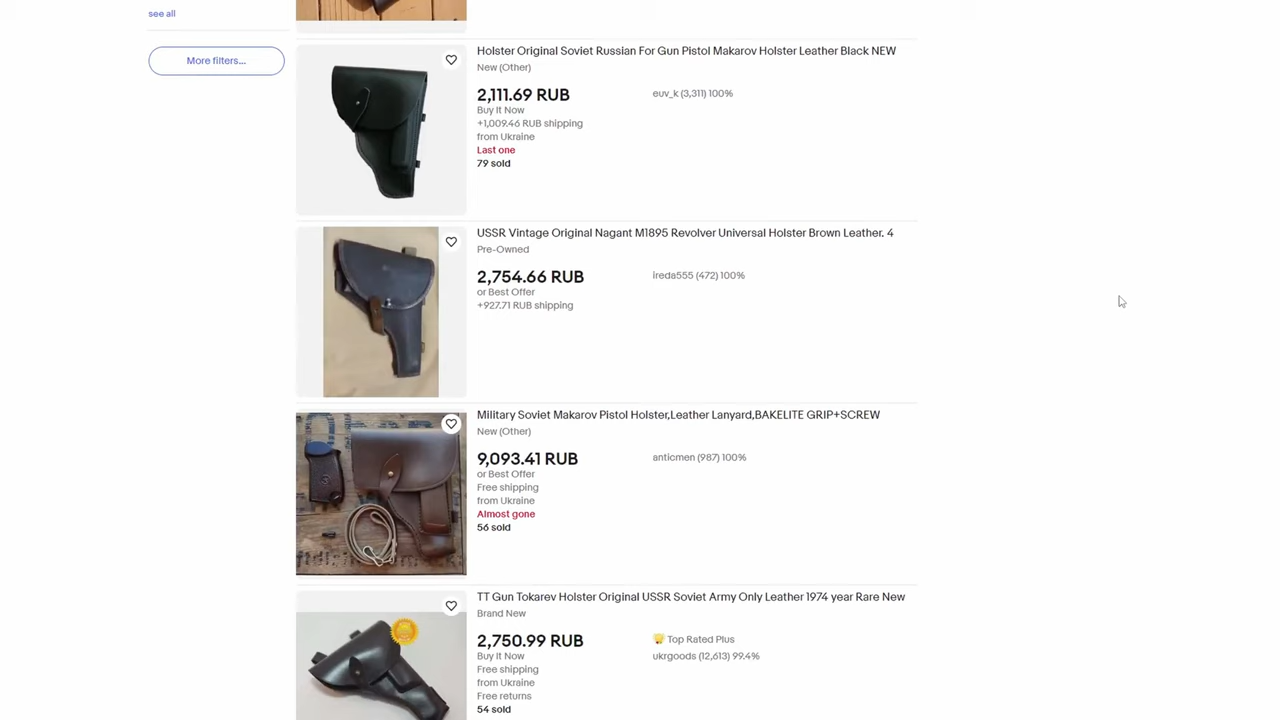 see all
More filters...
Holster Original Soviet Russian For Gun Pistol Makarov Holster Leather Black NEW
New (Other)
2,111.69 RUB
euv_k (3,311) 100%
Buy It Now
+1,009.46 RUB shipping
from Ukraine
Last one
79 sold
USSR Vintage Original Nagant M1895 Revolver Universal Holster Brown Leather. 4
Pre-Owned
2,754.66 RUB
ireda555 (472) 100%
or Best Offer
+927.71 RUB shipping
Military Soviet Makarov Pistol Holster,Leather Lanyard,BAKELITE GRIP+SCREW
New (Other)
9,093.41 RUB
anticmen (987) 100%
or Best Offer
Free shipping
from Ukraine
Almost gone
56 sold
TT Gun Tokarev Holster Original USSR Soviet Army Only Leather 1974 year Rare New
Brand New
2,750.99 RUB
Top Rated Plus
Buy It Now
ukrgoods (12,613) 99.4%
Free shipping
from Ukraine
Free returns
54 sold